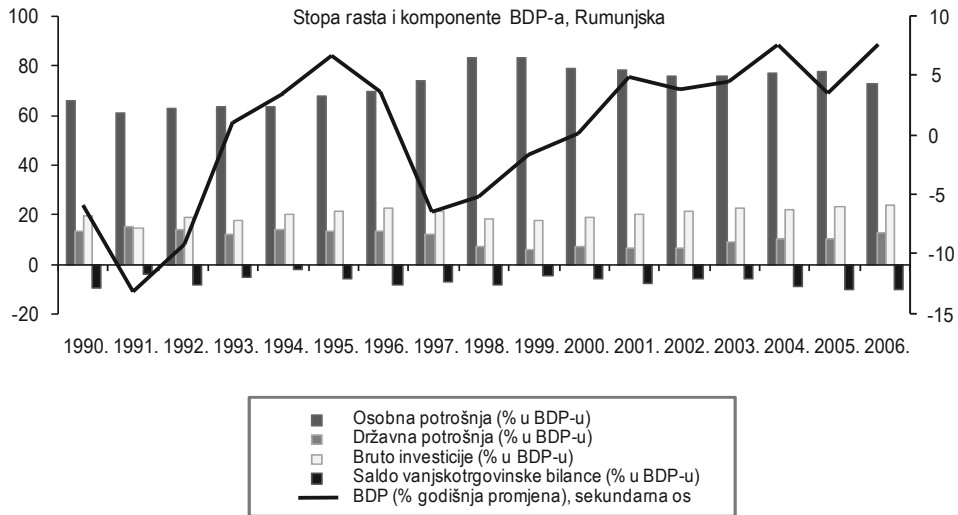 Stopa rasta i komponente BDP-a, Rumunjska
100
80
60
40
20
0
-20
10
5
0
-5
-10
-15
1990. 1991. 1992. 1993. 1994. 1995. 1996. 1997. 1998. 1999. 2000. 2001. 2002. 2003. 2004. 2005. 2006.
Osobna potrošnja (% u BDP-u)
Državna potrošnja (% u BDP-u)
Bruto investicije (% u BDP-u)
Saldo vanjskotrgovinske bilance (% u BDP-u)
BDP (% godišnja promjena), sekundarna os